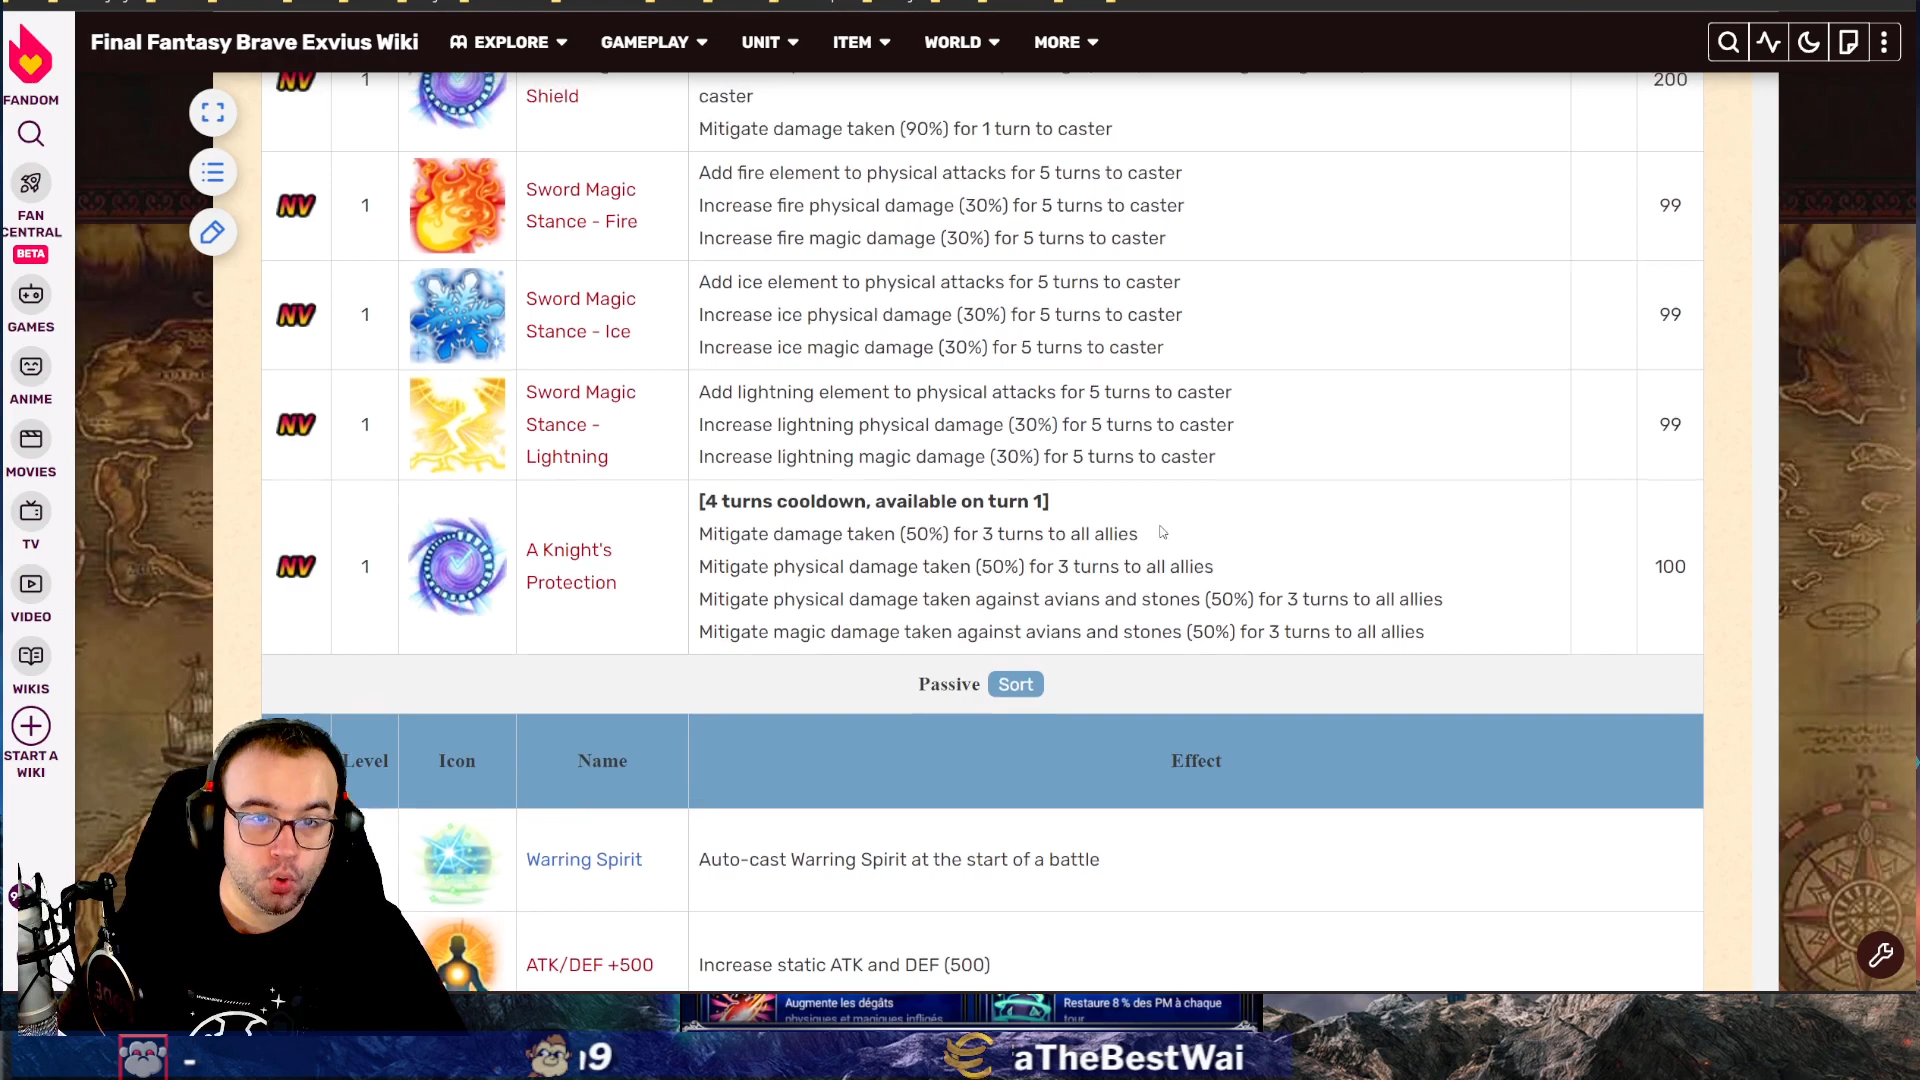 Final Fantasy Brave Exvius Wiki
EXPLORE
GAMEPLAY
UNIT
ITEM
WORLD
MORE
FANDOM
FAN
CENTRAL
BETA
GAMES
ANIME
MOVIES
TV
VIDEO
WIKIS
START A
WIKI
NV
1
Shield
caster
Mitigate damage taken (90%) for 1 turn to caster
200
NV
1
Sword Magic
Stance - Fire
Add fire element to physical attacks for 5 turns to caster
Increase fire physical damage (30%) for 5 turns to caster
Increase fire magic damage (30%) for 5 turns to caster
99
NV
1
Sword Magic
Stance - Ice
Add ice element to physical attacks for 5 turns to caster
Increase ice physical damage (30%) for 5 turns to caster
Increase ice magic damage (30%) for 5 turns to caster
99
NV
1
Sword Magic
Stance -
Lightning
Add lightning element to physical attacks for 5 turns to caster
Increase lightning physical damage (30%) for 5 turns to caster
Increase lightning magic damage (30%) for 5 turns to caster
99
NV
1
A Knight's
Protection
[4 turns cooldown, available on turn 1]
Mitigate damage taken (50%) for 3 turns to all allies
Mitigate physical damage taken (50%) for 3 turns to all allies
Mitigate physical damage taken against avians and stones (50%) for 3 turns to all allies
Mitigate magic damage taken against avians and stones (50%) for 3 turns to all allies
100
Passive Sort
Level
Icon
Name
Effect
Warring Spirit
Auto-cast Warring Spirit at the start of a battle
ATK/DEF +500
Increase static ATK and DEF (500)
Augmente les dégâts
physiques et magiques infligés
Restaure 8 % des PM à chaque
tour
-
9
aTheBestWai